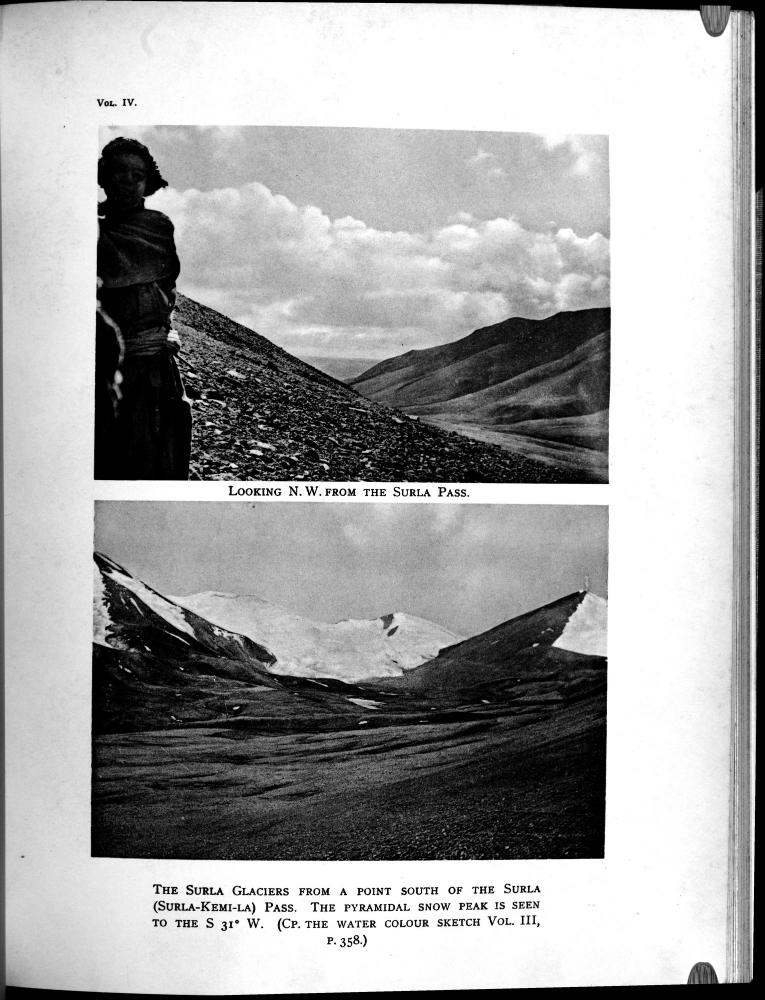 Vol. IV.
Looking N.W. from the Surla Pass.
The Surla Glaciers from a point south of the Surla
(Surla-Kemi-la) Pass. The pyramidal snow peak is seen
to the S 31° W. (Cp. the water colour sketch Vol. III,
p. 358.)